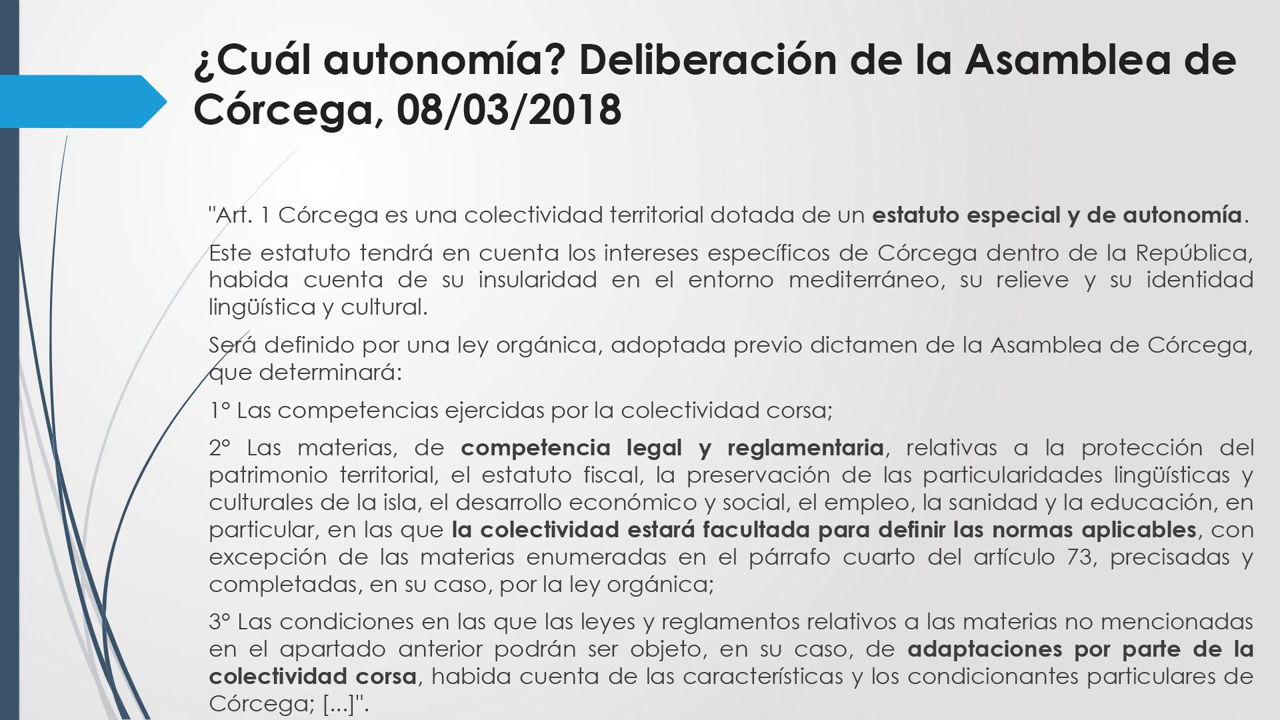 ¿Cuál autonomía? Deliberación de la Asamblea de
Córcega, 08/03/2018
"Art. 1 Córcega es una colectividad territorial dotada de un estatuto especial y de autonomía.
Este estatuto tendrá en cuenta los intereses específicos de Córcega dentro de la República,
habida cuenta de su insularidad en el entorno mediterráneo, su relieve y su identidad
lingüística y cultural.
Será definido por una ley orgánica, adoptada previo dictamen de la Asamblea de Córcega,
que determinará:
1° Las competencias ejercidas por la colectividad corsa;
2° Las materias, de competencia legal y reglamentaria, relativas a la protección del
patrimonio territorial, el estatuto fiscal, la preservación de las particularidades lingüísticas y
culturales de la isla, el desarrollo económico y social, el empleo, la sanidad y la educación, en
particular, en las que la colectividad estará facultada para definir las normas aplicables, con
excepción de las materias enumeradas en el párrafo cuarto del artículo 73, precisadas y
completadas, en su caso, por la ley orgánica;
3° Las condiciones en las que las leyes y reglamentos relativos a las materias no mencionadas
en el apartado anterior podrán ser objeto, en su caso, de adaptaciones por parte de la
colectividad corsa, habida cuenta de las características y los condicionantes particulares de
Córcega; [...]".